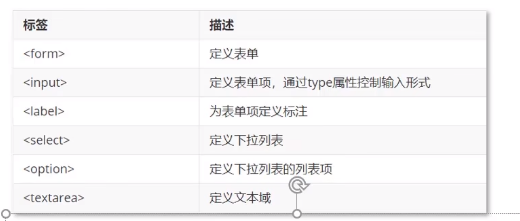 标签 描述
<form> 定义表单
<input> 定义表单项，通过type属性控制输入形式
<label> 为表单项定义标注
<select> 定义下拉列表
<option> 定义下拉列表的列表项
<textarea> 定义文本域